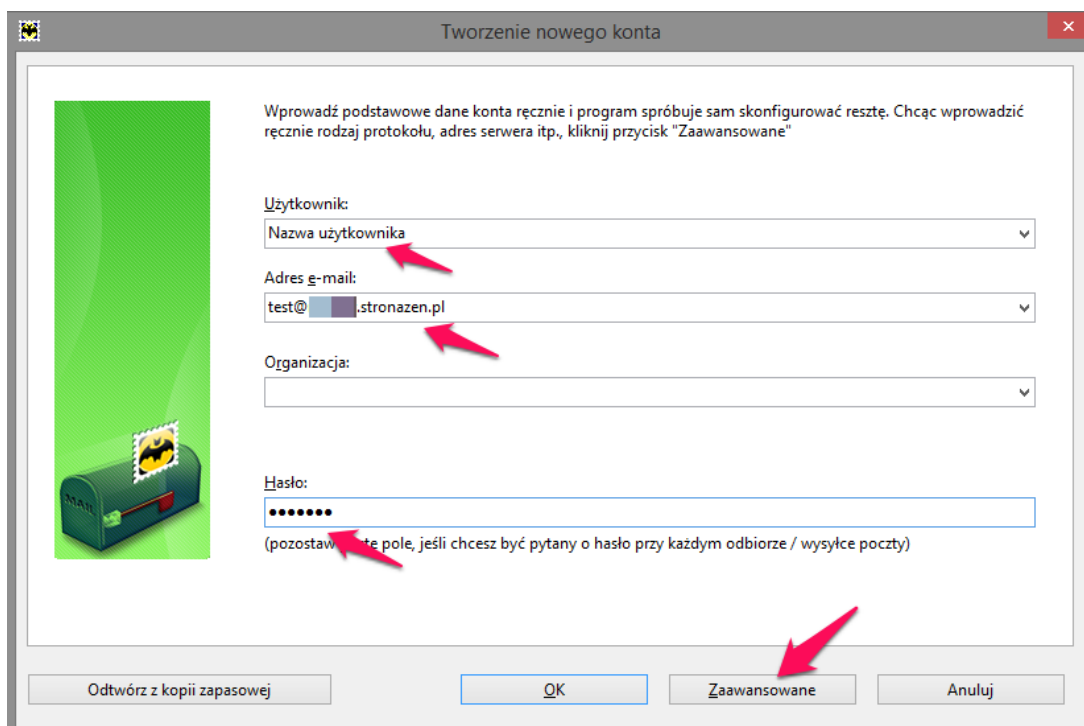 Tworzenie nowego konta
Wprowadź podstawowe dane konta ręcznie i program spróbuje sam skonfigurować resztę. Chcąc wprowadzić
ręcznie rodzaj protokołu, adres serwera itp., kliknij przycisk "Zaawansowane"
Użytkownik:
Nazwa użytkownika
Adres e-mail:
test@ .stronazen.pl
Organizacja:
Hasło:
•••••••
(pozostaw te pole, jeśli chcesz być pytany o hasło przy każdym odbiorze / wysyłce poczty)
MAIL
Odtwórz z kopii zapasowej
OK
Zaawansowane
Anuluj